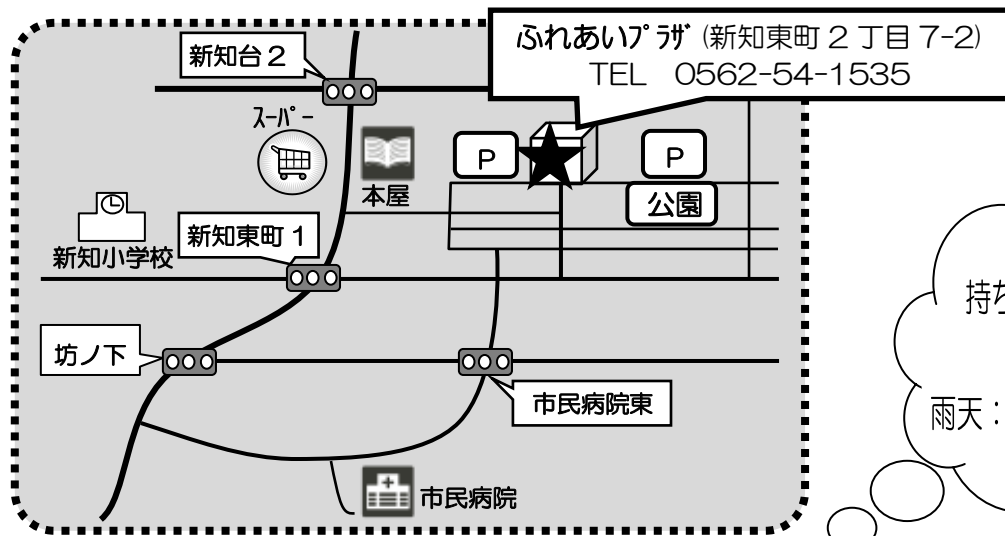 ふれあいプラザ (新知東町2丁目7-2)
TEL 0562-54-1535
新知台2
スーパー
本屋
P
P
公園
新知小学校
新知東町1
坊ノ下
市民病院東
市民病院
持ち
雨天：